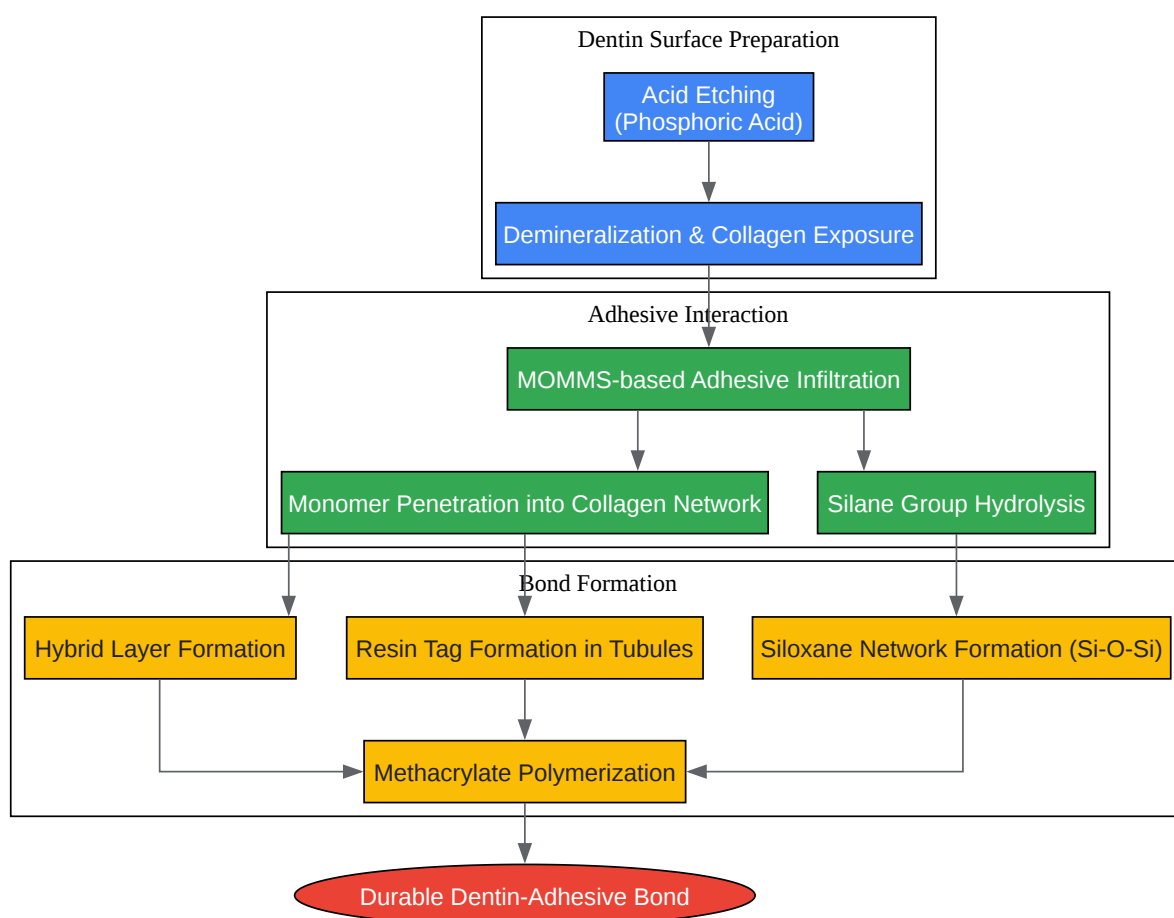 Dentin Surface Preparation
Acid Etching
(Phosphoric Acid)
Demineralization & Collagen Exposure
Adhesive Interaction
MOMMS-based Adhesive Infiltration
Monomer Penetration into Collagen Network
Silane Group Hydrolysis
Bond Formation
Hybrid Layer Formation
Resin Tag Formation in Tubules
Siloxane Network Formation (Si-O-Si)
Methacrylate Polymerization
Durable Dentin-Adhesive Bond